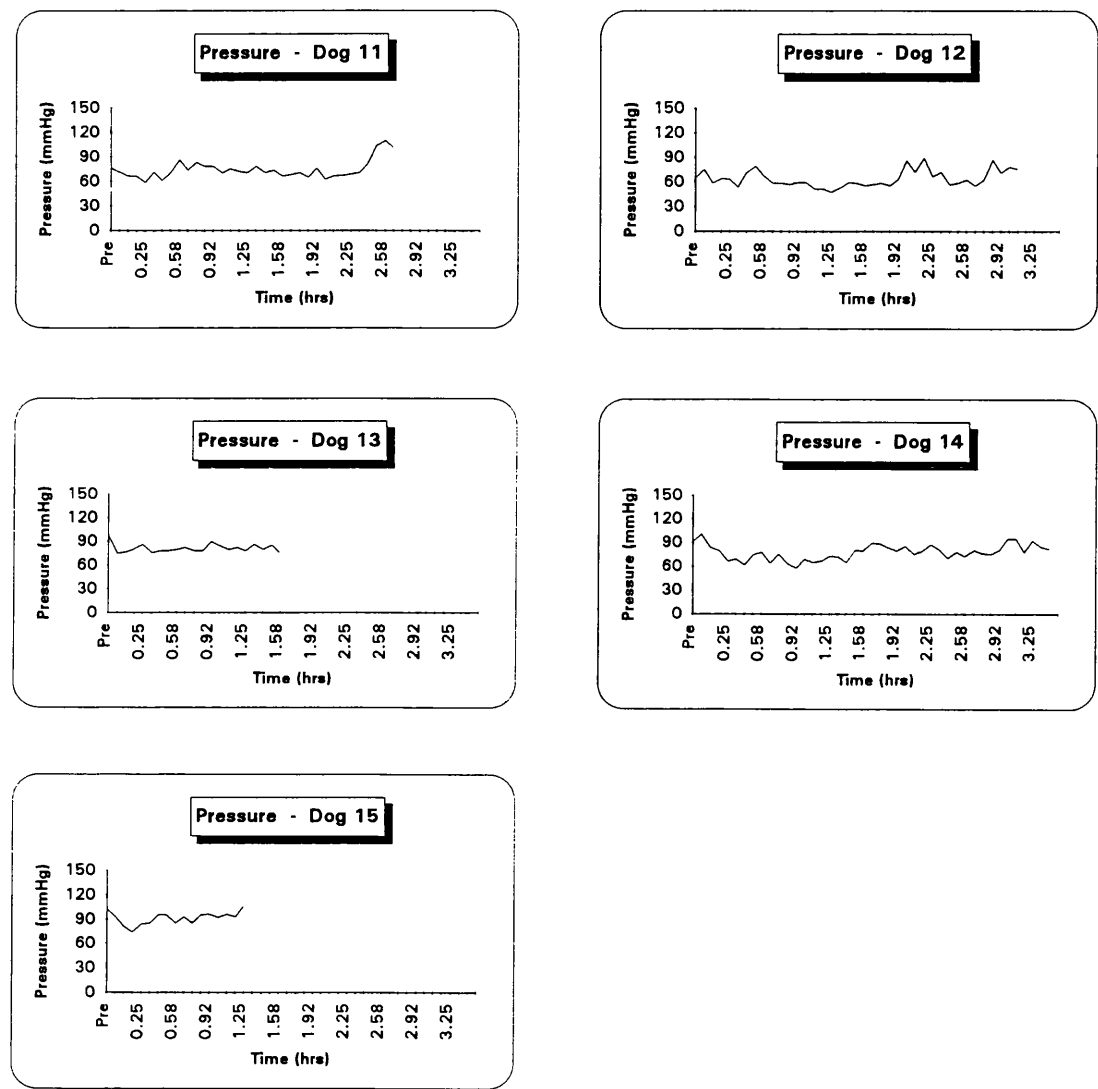 Pressure - Dog 11
Pressure (mmHg)
150
120
90
60
30
0
Pre 0.25 0.58 0.92 1.25 1.58 1.92 2.25 2.58 2.92 3.25
Time (hrs)
Pressure - Dog 12
Pressure (mmHg)
150
120
90
60
30
0
Pre 0.25 0.58 0.92 1.25 1.58 1.92 2.25 2.58 2.92 3.25
Time (hrs)
Pressure - Dog 13
Pressure (mmHg)
150
120
90
60
30
0
Pre 0.25 0.58 0.92 1.25 1.58 1.92 2.25 2.58 2.92 3.25
Time (hrs)
Pressure - Dog 14
Pressure (mmHg)
150
120
90
60
30
0
Pre 0.25 0.58 0.92 1.25 1.58 1.92 2.25 2.58 2.92 3.25
Time (hrs)
Pressure - Dog 15
Pressure (mmHg)
150
120
90
60
30
0
Pre 0.25 0.58 0.92 1.25 1.58 1.92 2.25 2.58 2.92 3.25
Time (hrs)